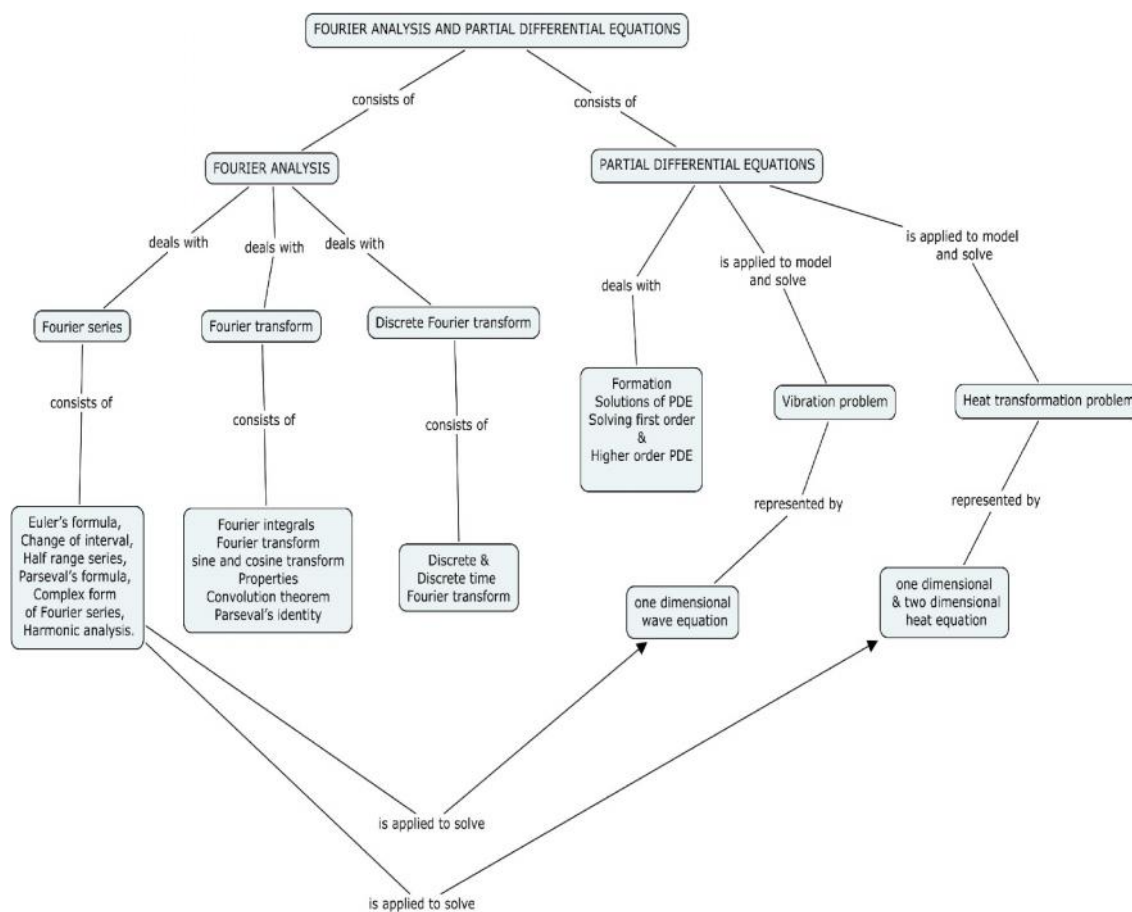 FOURIER ANALYSIS AND PARTIAL DIFFERENTIAL EQUATIONS
consists of
consists of
FOURIER ANALYSIS
PARTIAL DIFFERENTIAL EQUATIONS
deals with
deals with
deals with
deals with
is applied to model
and solve
is applied to model
and solve
Fourier series
Fourier transform
Discrete Fourier transform
Formation
Solutions of PDE
Solving first order
&
Higher order PDE
Vibration problem
Heat transformation problem
consists of
consists of
consists of
represented by
represented by
Euler's formula,
Change of interval,
Half range series,
Parseval's formula,
Complex form
of Fourier series,
Harmonic analysis.
Fourier integrals
Fourier transform
sine and cosine transform
Properties
Convolution theorem
Parseval's identity
Discrete &
Discrete time
Fourier transform
one dimensional
wave equation
one dimensional
& two dimensional
heat equation
is applied to solve
is applied to solve